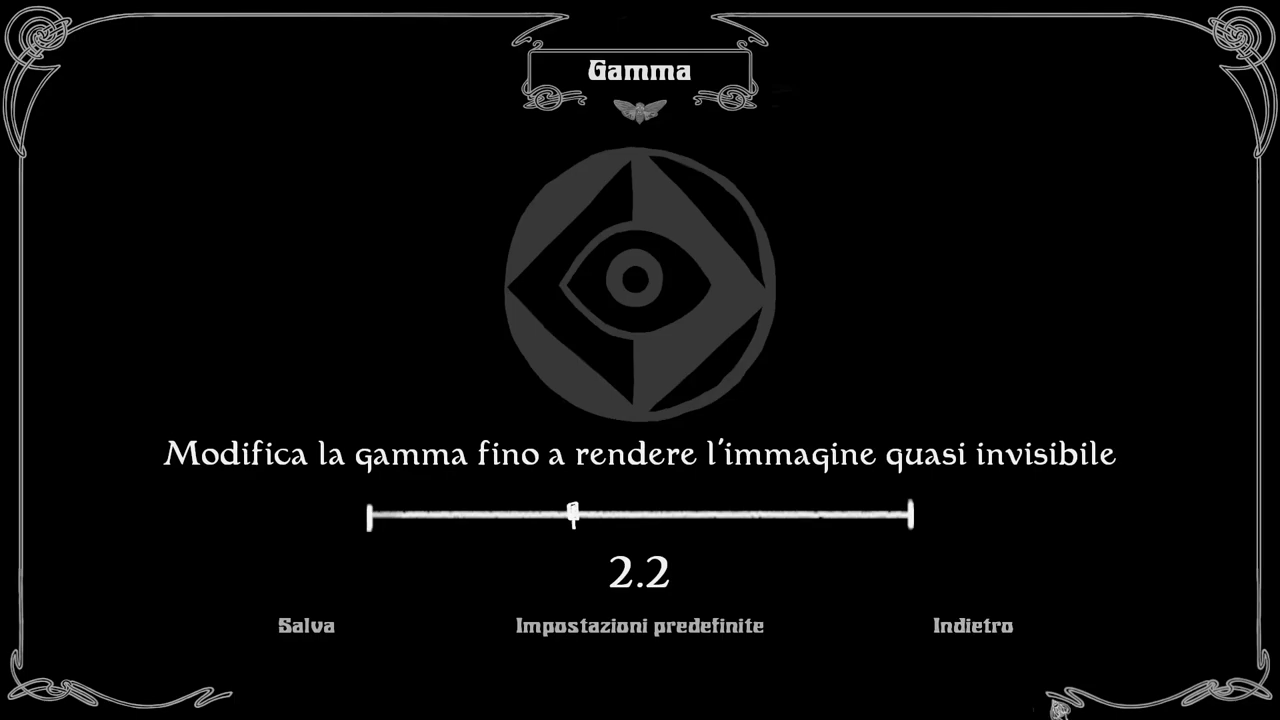 Gamma
Modifica la gamma fino a rendere l'immagine quasi invisibile
2.2
Salva
Impostazioni predefinite
Indietro